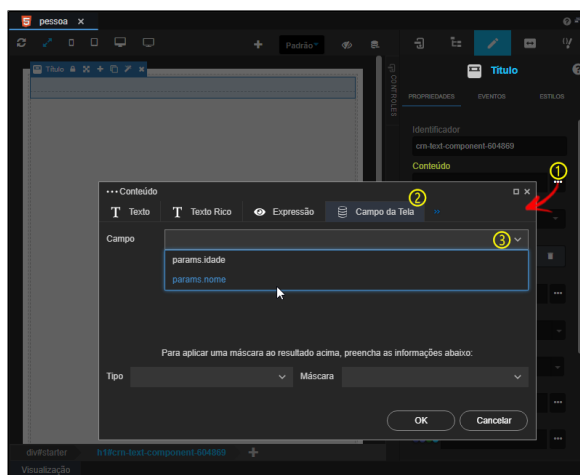 pessoa ×
Padrão
Título
Título
CONTROLES
PROPRIEDADES EVENTOS ESTILOS
Identificador
crn-text-component-604869
Conteúdo
1
Conteúdo
2
T Texto T Texto Rico Expressão Campo da Tela
Campo
3
params.idade
params.nome
Para aplicar uma máscara ao resultado acima, preencha as informações abaixo:
Tipo Máscara
OK Cancelar
div#starter h1#crn-text-component-604869 +
Visualização